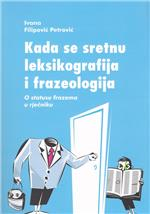 Ivana
Filipović Petrović
Kada se sretnu
leksikografija
i frazeologija
O statusu frazema
u rječniku